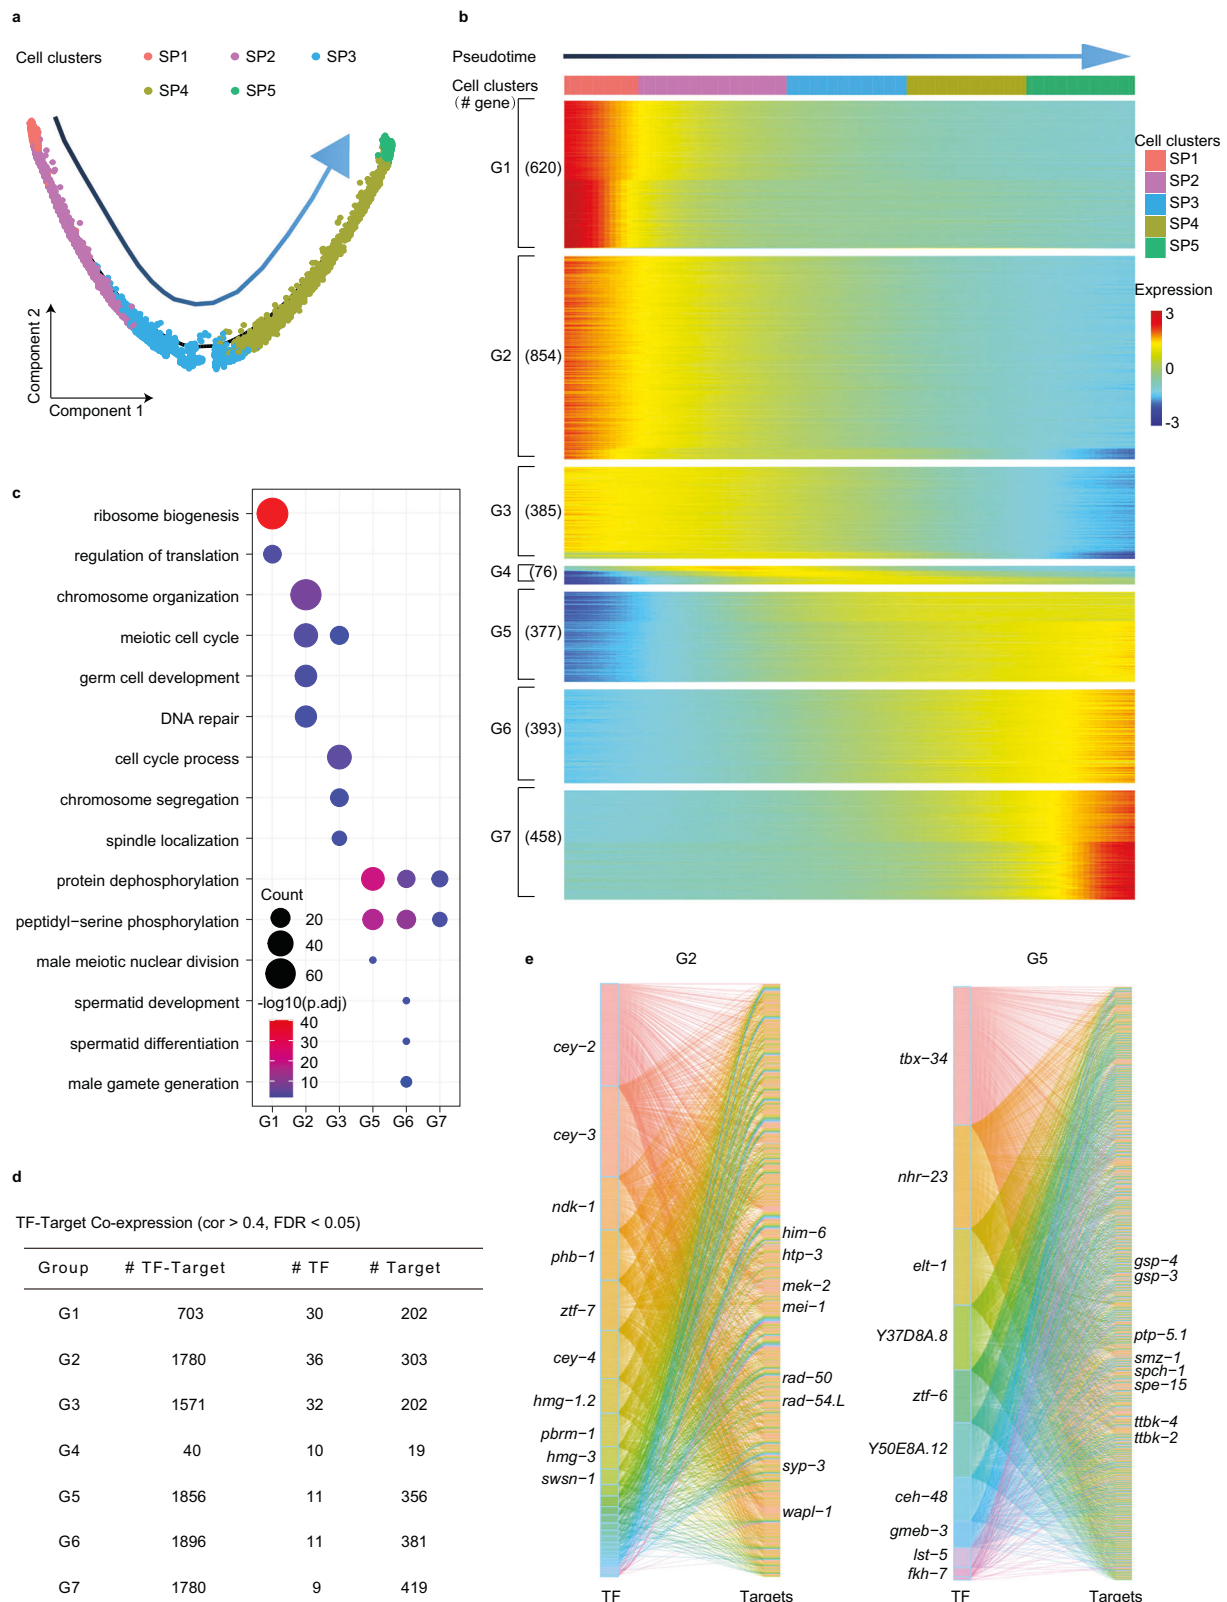 a
Cell clusters
SP1
SP2
SP3
SP4
SP5
Component 2
Component 1
b
Pseudotime
Cell clusters
(# gene)
G1 (620)
G2 (854)
G3 (385)
G4 (76)
G5 (377)
G6 (393)
G7 (458)
Cell clusters
SP1
SP2
SP3
SP4
SP5
Expression
3
0
-3
c
ribosome biogenesis
regulation of translation
chromosome organization
meiotic cell cycle
germ cell development
DNA repair
cell cycle process
chromosome segregation
spindle localization
protein dephosphorylation
peptidyl−serine phosphorylation
male meiotic nuclear division
spermatid development
spermatid differentiation
male gamete generation
Count
20
40
60
-log10(p.adj)
40
30
20
10
G1 G2 G3 G5 G6 G7
d
TF-Target Co-expression (cor > 0.4, FDR < 0.05)
Group # TF-Target # TF # Target
G1 703 30 202
G2 1780 36 303
G3 1571 32 202
G4 40 10 19
G5 1856 11 356
G6 1896 11 381
G7 1780 9 419
e
G2
cey−2
cey−3
ndk−1
phb−1
ztf−7
cey−4
hmg−1.2
pbrm−1
hmg−3
swsn−1
him−6
htp−3
mek−2
mei−1
rad−50
rad−54.L
syp−3
wapl−1
TF
Targets
G5
tbx−34
nhr−23
elt−1
Y37D8A.8
ztf−6
Y50E8A.12
ceh−48
gmeb−3
lst−5
fkh−7
gsp−4
gsp−3
ptp−5.1
smz−1
spch−1
spe−15
ttbk−4
ttbk−2
TF
Targets